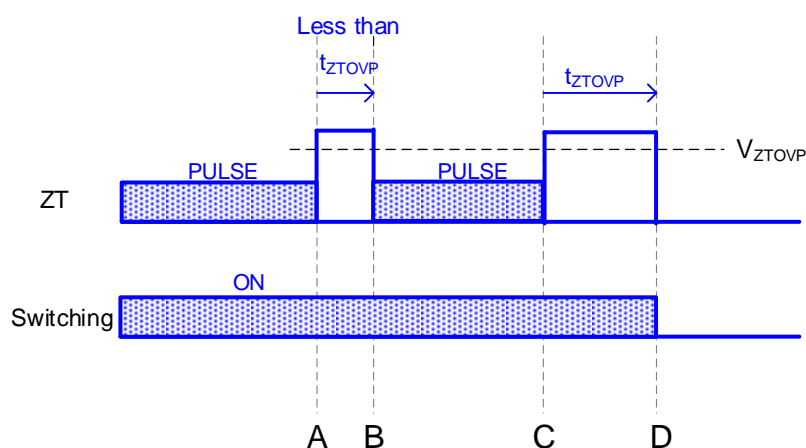 Less than
tZTOVP tZTOVP
VZTOVP
PULSE PULSE
ZT
ON
Switching
A B C D